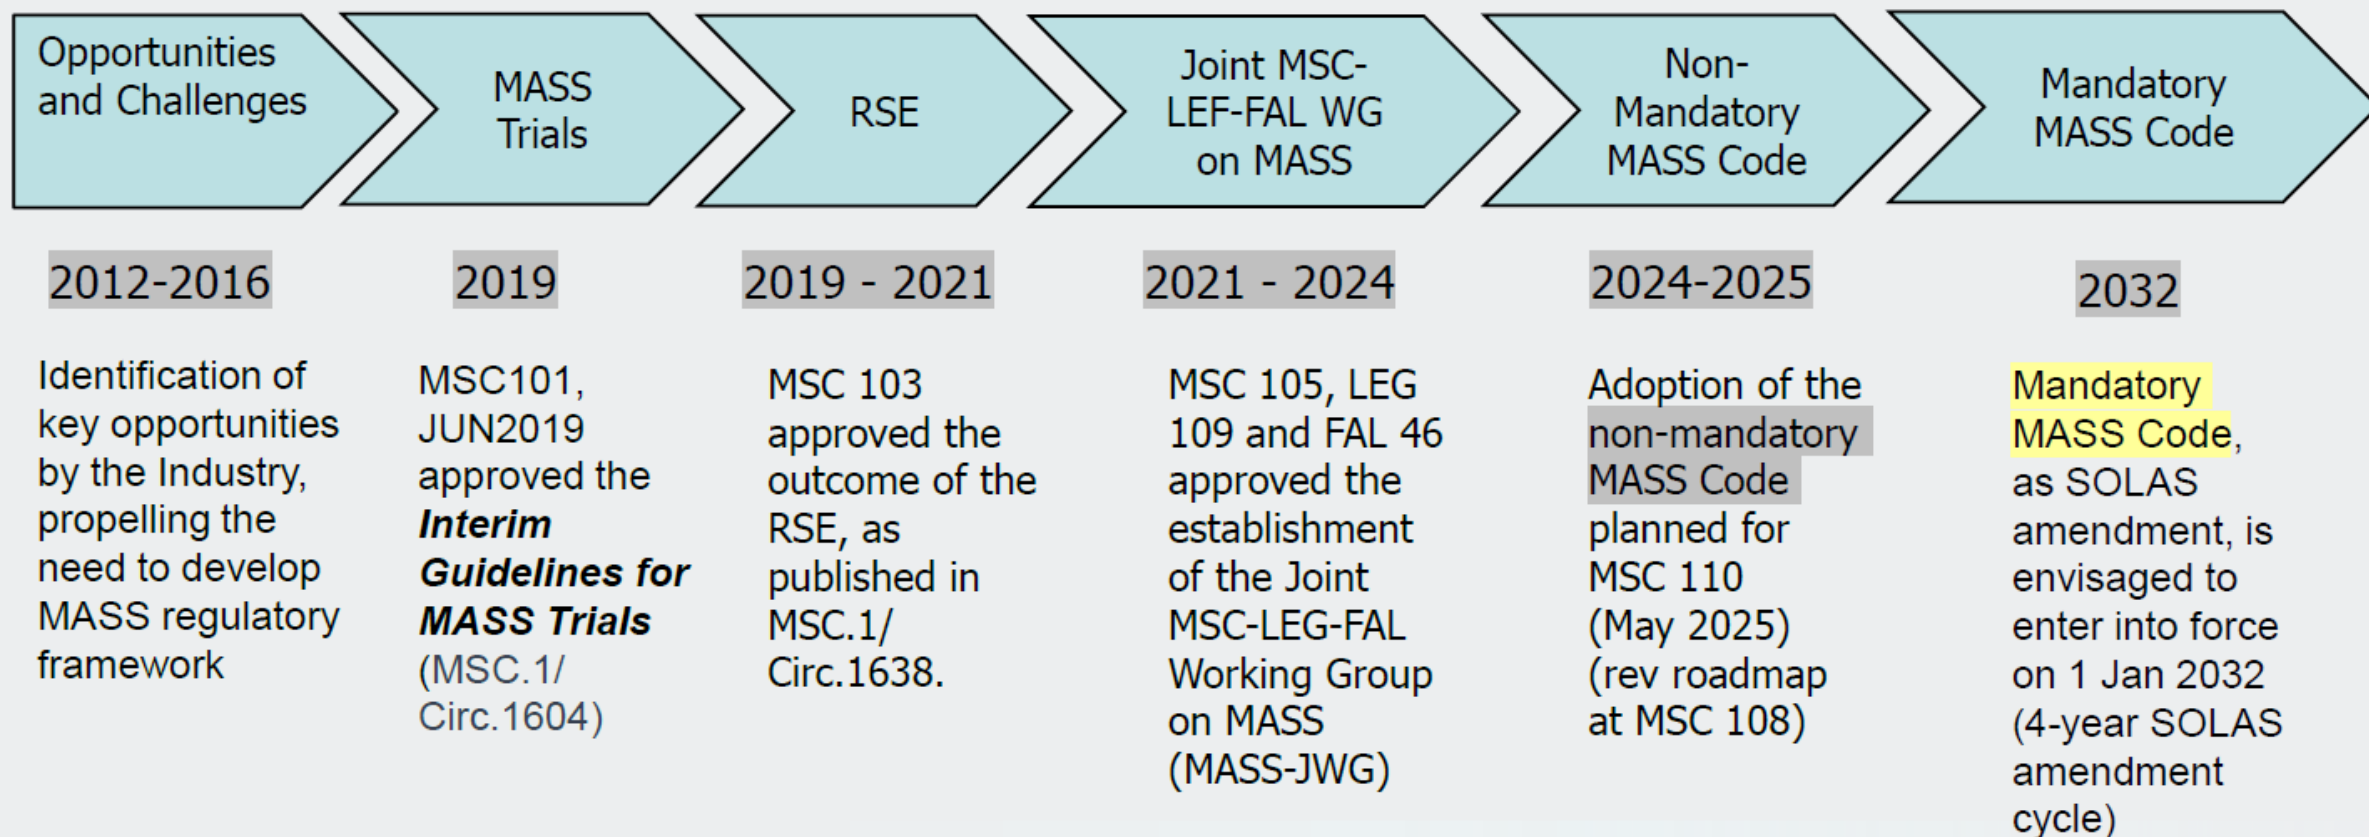 Opportunities
and Challenges
MASS
Trials
RSE
Joint MSC-
LEF-FAL WG
on MASS
Non-
Mandatory
MASS Code
Mandatory
MASS Code
2012-2016
2019
2019 - 2021
2021 - 2024
2024-2025
2032
Identification of
key opportunities
by the Industry,
propelling the
need to develop
MASS regulatory
framework
MSC101,
JUN2019
approved the
Interim
Guidelines for
MASS Trials
(MSC.1/
Circ.1604)
MSC 103
approved the
outcome of the
RSE, as
published in
MSC.1/
Circ.1638.
MSC 105, LEG
109 and FAL 46
approved the
establishment
of the Joint
MSC-LEG-FAL
Working Group
on MASS
(MASS-JWG)
Adoption of the
non-mandatory
MASS Code
planned for
MSC 110
(May 2025)
(rev roadmap
at MSC 108)
Mandatory
MASS Code,
as SOLAS
amendment, is
envisaged to
enter into force
on 1 Jan 2032
(4-year SOLAS
amendment
cycle)